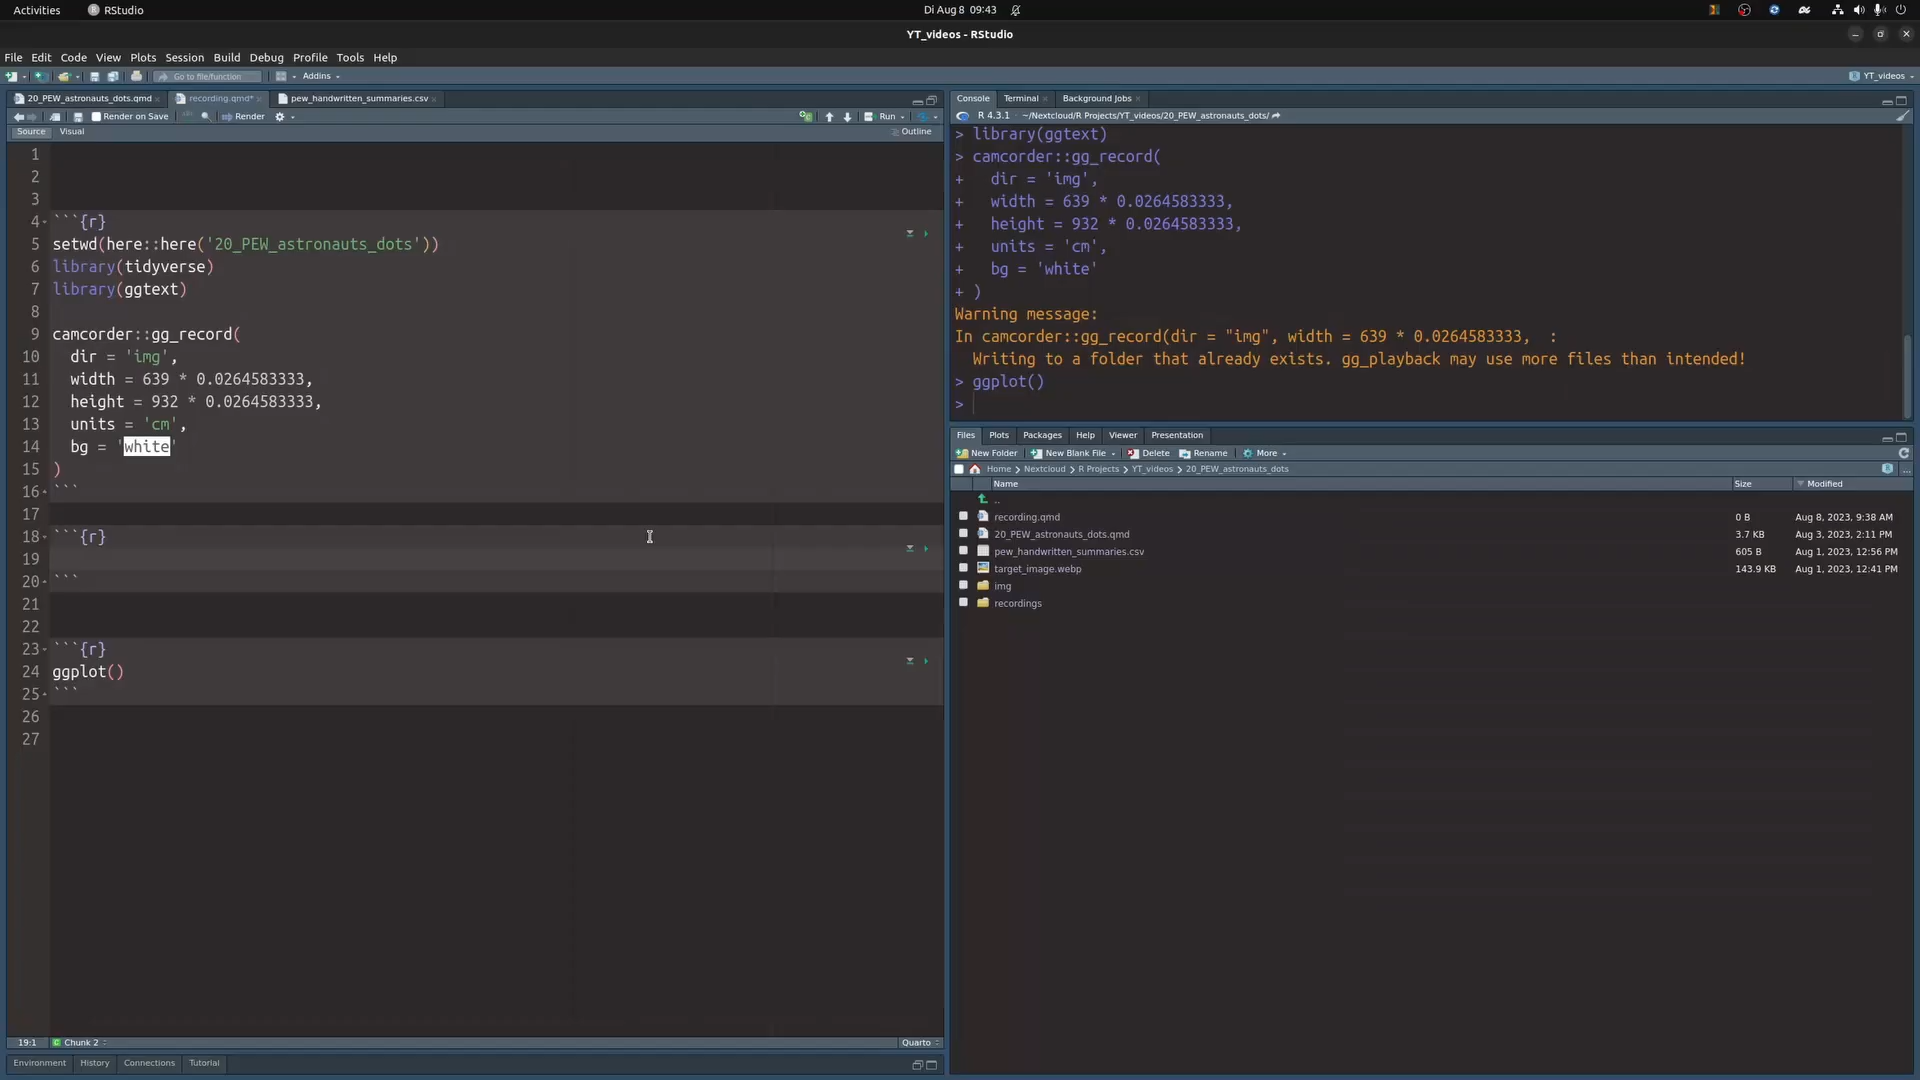 Activities RStudio Di Aug 8 09:43
YT_videos - RStudio
File Edit Code View Plots Session Build Debug Profile Tools Help
Go to file/function Addins YT_videos
20_PEW_astronauts_dots.qmd recording.qmd* pew_handwritten_summaries.csv
Render on Save Render Run
Source Visual Outline
1
2
3
4 ```{r}
5 setwd(here::here('20_PEW_astronauts_dots'))
6 library(tidyverse)
7 library(ggtext)
8
9 camcorder::gg_record(
10 dir = 'img',
11 width = 639 * 0.0264583333,
12 height = 932 * 0.0264583333,
13 units = 'cm',
14 bg = 'white'
15 )
16 ```
17
18 ```{r}
19
20 ```
21
22
23 ```{r}
24 ggplot()
25 ```
26
27
19:1 Chunk 2 Quarto
Environment History Connections Tutorial
Console Terminal Background Jobs
R 4.3.1 · ~/Nextcloud/R Projects/YT_videos/20_PEW_astronauts_dots/
> library(ggtext)
> camcorder::gg_record(
+ dir = 'img',
+ width = 639 * 0.0264583333,
+ height = 932 * 0.0264583333,
+ units = 'cm',
+ bg = 'white'
+ )
Warning message:
In camcorder::gg_record(dir = "img", width = 639 * 0.0264583333, :
Writing to a folder that already exists. gg_playback may use more files than intended!
> ggplot()
>
Files Plots Packages Help Viewer Presentation
New Folder New Blank File Delete Rename More
Home Nextcloud R Projects YT_videos 20_PEW_astronauts_dots ...
Name Size Modified
..
recording.qmd 0 B Aug 8, 2023, 9:38 AM
20_PEW_astronauts_dots.qmd 3.7 KB Aug 3, 2023, 2:11 PM
pew_handwritten_summaries.csv 605 B Aug 1, 2023, 12:56 PM
target_image.webp 143.9 KB Aug 1, 2023, 12:41 PM
img
recordings